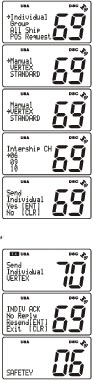 USA DSC
→Individual
Group
All Ship
POS Request
69
USA DSC
→Manual
VERTEX
STANDARD
69
USA DSC
Manual
→VERTEX
STANDARD
69
USA DSC
Intership CH
→06
08
10
69
USA DSC
Send
Individual
Yes [ENT]
No [CLR]
69
USA DSC
Send
Individual
VERTEX
70
USA DSC
INDIV ACK
No Reply
Resend[ENT]
Exit [CLR]
69
USA DSC
SAFETEY
06